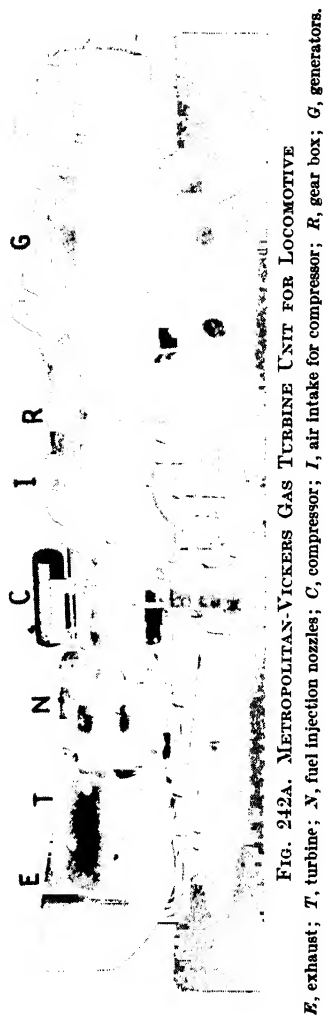 E T N C I R G
FIG. 242A. METROPOLITAN-VICKERS GAS TURBINE UNIT FOR LOCOMOTIVE
E, exhaust; T, turbine; N, fuel injection nozzles; C, compressor; I, air intake for compressor; R, gear box; G, generators.